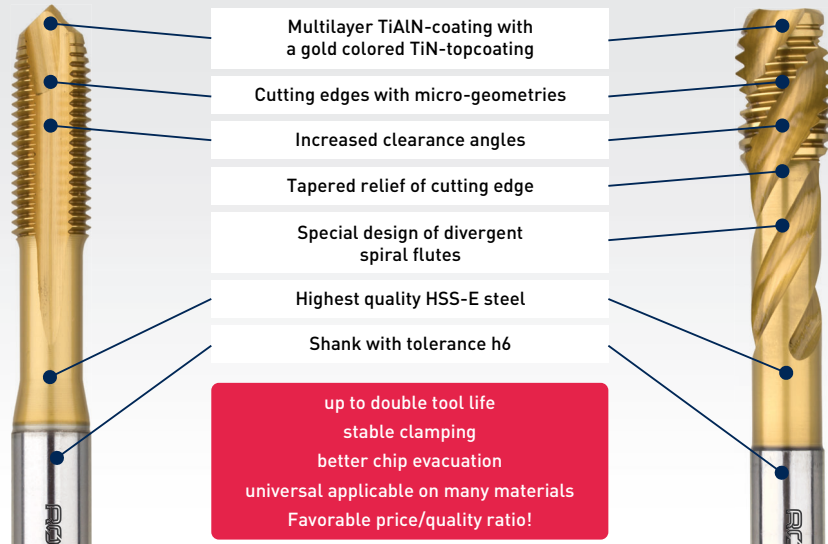 Multilayer TiAlN-coating with
a gold colored TiN-topcoating
Cutting edges with micro-geometries
Increased clearance angles
Tapered relief of cutting edge
Special design of divergent
spiral flutes
Highest quality HSS-E steel
Shank with tolerance h6
up to double tool life
stable clamping
better chip evacuation
universal applicable on many materials
Favorable price/quality ratio!